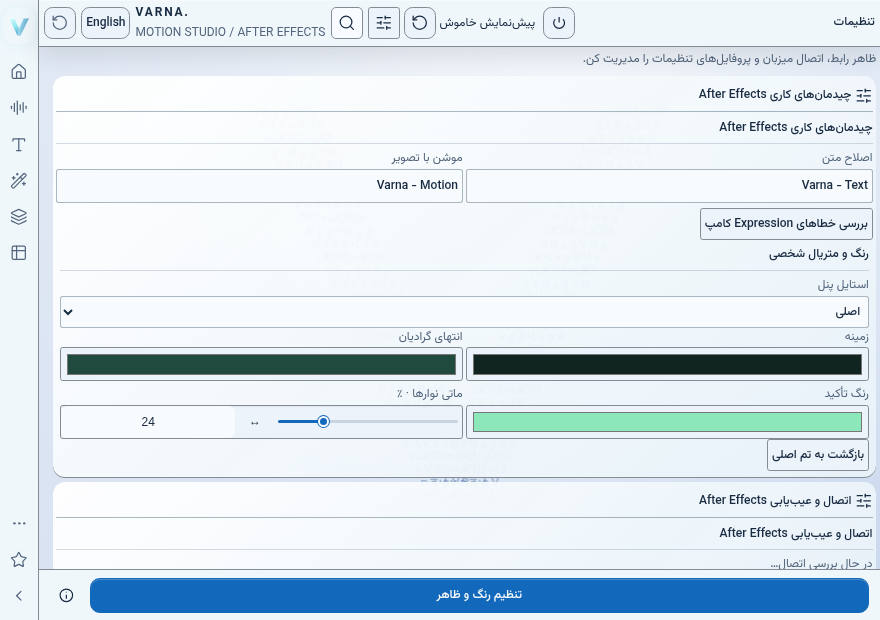 تنظیمات
پیش‌نمایش خاموش
VARNA.
MOTION STUDIO / AFTER EFFECTS
English
ظاهر رابط، اتصال میزبان و پروفایل‌های تنظیمات را مدیریت کن.
چیدمان‌های کاری After Effects
چیدمان‌های کاری After Effects
اصلاح متن
موشن با تصویر
Varna - Text
Varna - Motion
بررسی خطاهای Expression کامپ
رنگ و متریال شخصی
استایل پنل
اصلی
زمینه
انتهای گرادیان
رنگ تأکید
ماتی نوارها · ٪
24
بازگشت به تم اصلی
اتصال و عیب‌یابی After Effects
اتصال و عیب‌یابی After Effects
در حال بررسی اتصال...
تنظیم رنگ و ظاهر